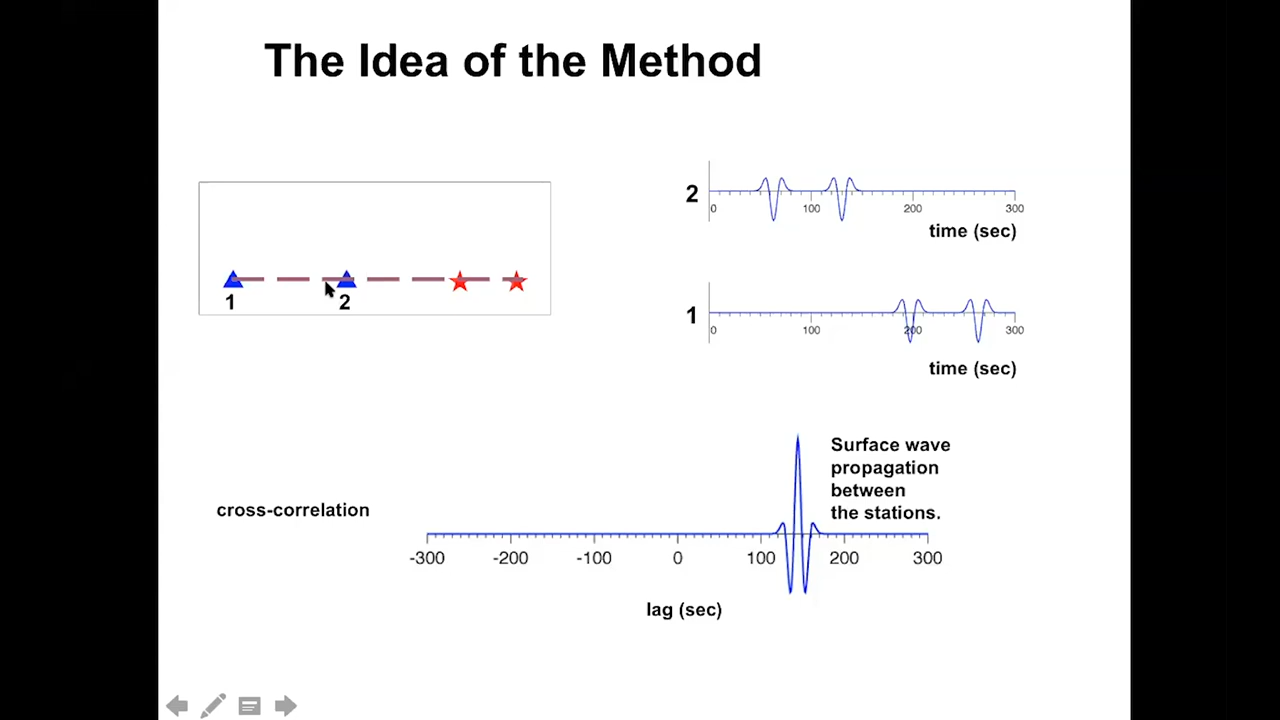 The Idea of the Method
1
2
2
0 100 200 300
time (sec)
1
0 100 200 300
time (sec)
Surface wave
propagation
between
the stations.
cross-correlation
-300 -200 -100 0 100 200 300
lag (sec)